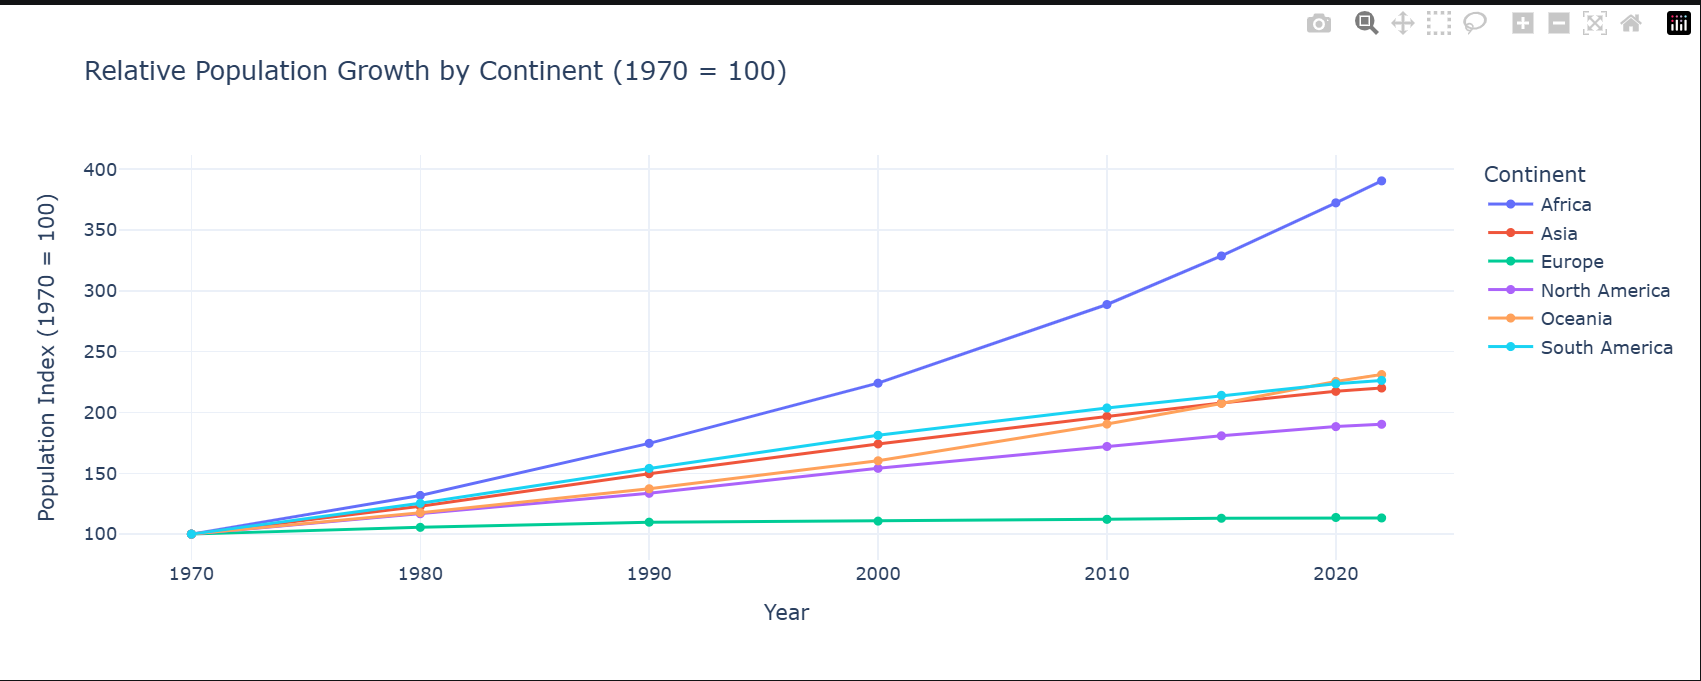 Relative Population Growth by Continent (1970 = 100)
Population Index (1970 = 100)
400
350
300
250
200
150
100
1970 1980 1990 2000 2010 2020
Year
Continent
Africa
Asia
Europe
North America
Oceania
South America